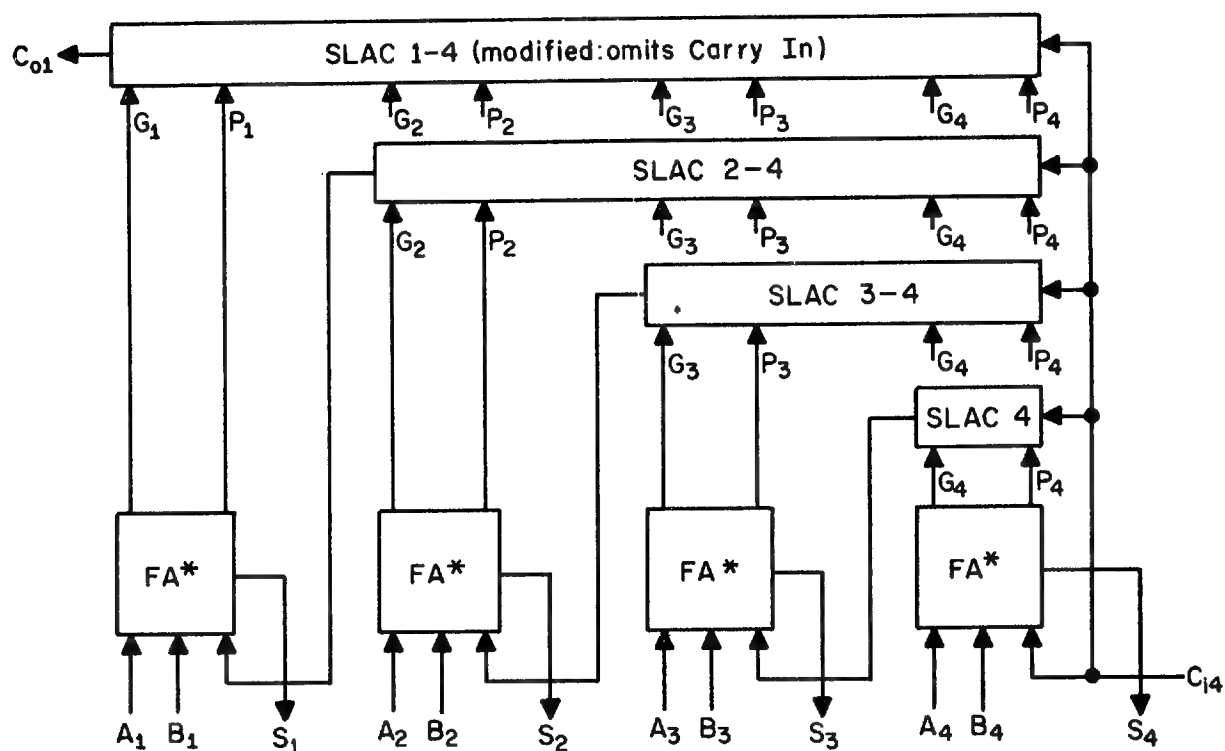 C₀₁ SLAC 1-4 (modified: omits Carry In)
G₁ P₁ G₂ P₂ G₃ P₃ G₄ P₄
SLAC 2-4
G₂ P₂ G₃ P₃ G₄ P₄
SLAC 3-4
G₃ P₃ G₄ P₄
SLAC 4
G₄ P₄
FA* FA* FA* FA*
Cᵢ₄
A₁ B₁ S₁ A₂ B₂ S₂ A₃ B₃ S₃ A₄ B₄ S₄